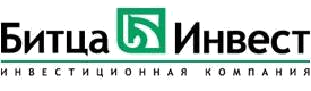 Битца Инвест
ИНВЕСТИЦИОННАЯ КОМПАНИЯ